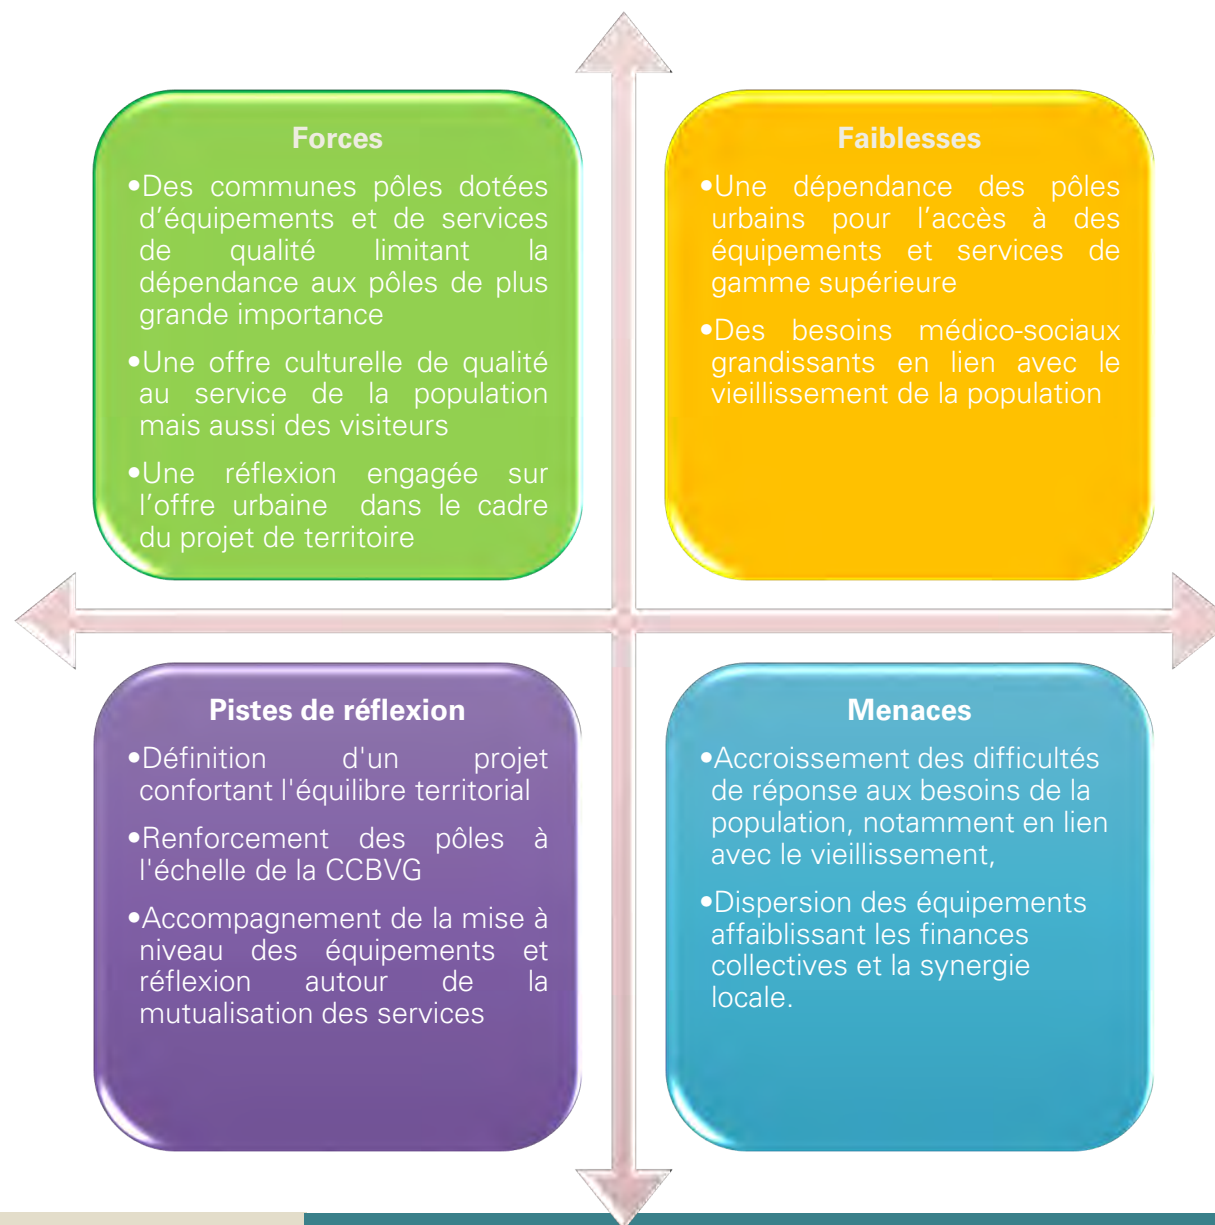 Forces
•Des communes pôles dotées
d’équipements et de services
de qualité limitant la
dépendance aux pôles de plus
grande importance
•Une offre culturelle de qualité
au service de la population
mais aussi des visiteurs
•Une réflexion engagée sur
l’offre urbaine dans le cadre
du projet de territoire
Faiblesses
•Une dépendance des pôles
urbains pour l’accès à des
équipements et services de
gamme supérieure
•Des besoins médico-sociaux
grandissants en lien avec le
vieillissement de la population
Pistes de réflexion
•Définition d'un projet
confortant l'équilibre territorial
•Renforcement des pôles à
l'échelle de la CCBVG
•Accompagnement de la mise à
niveau des équipements et
réflexion autour de la
mutualisation des services
Menaces
•Accroissement des difficultés
de réponse aux besoins de la
population, notamment en lien
avec le vieillissement,
•Dispersion des équipements
affaiblissant les finances
collectives et la synergie
locale.